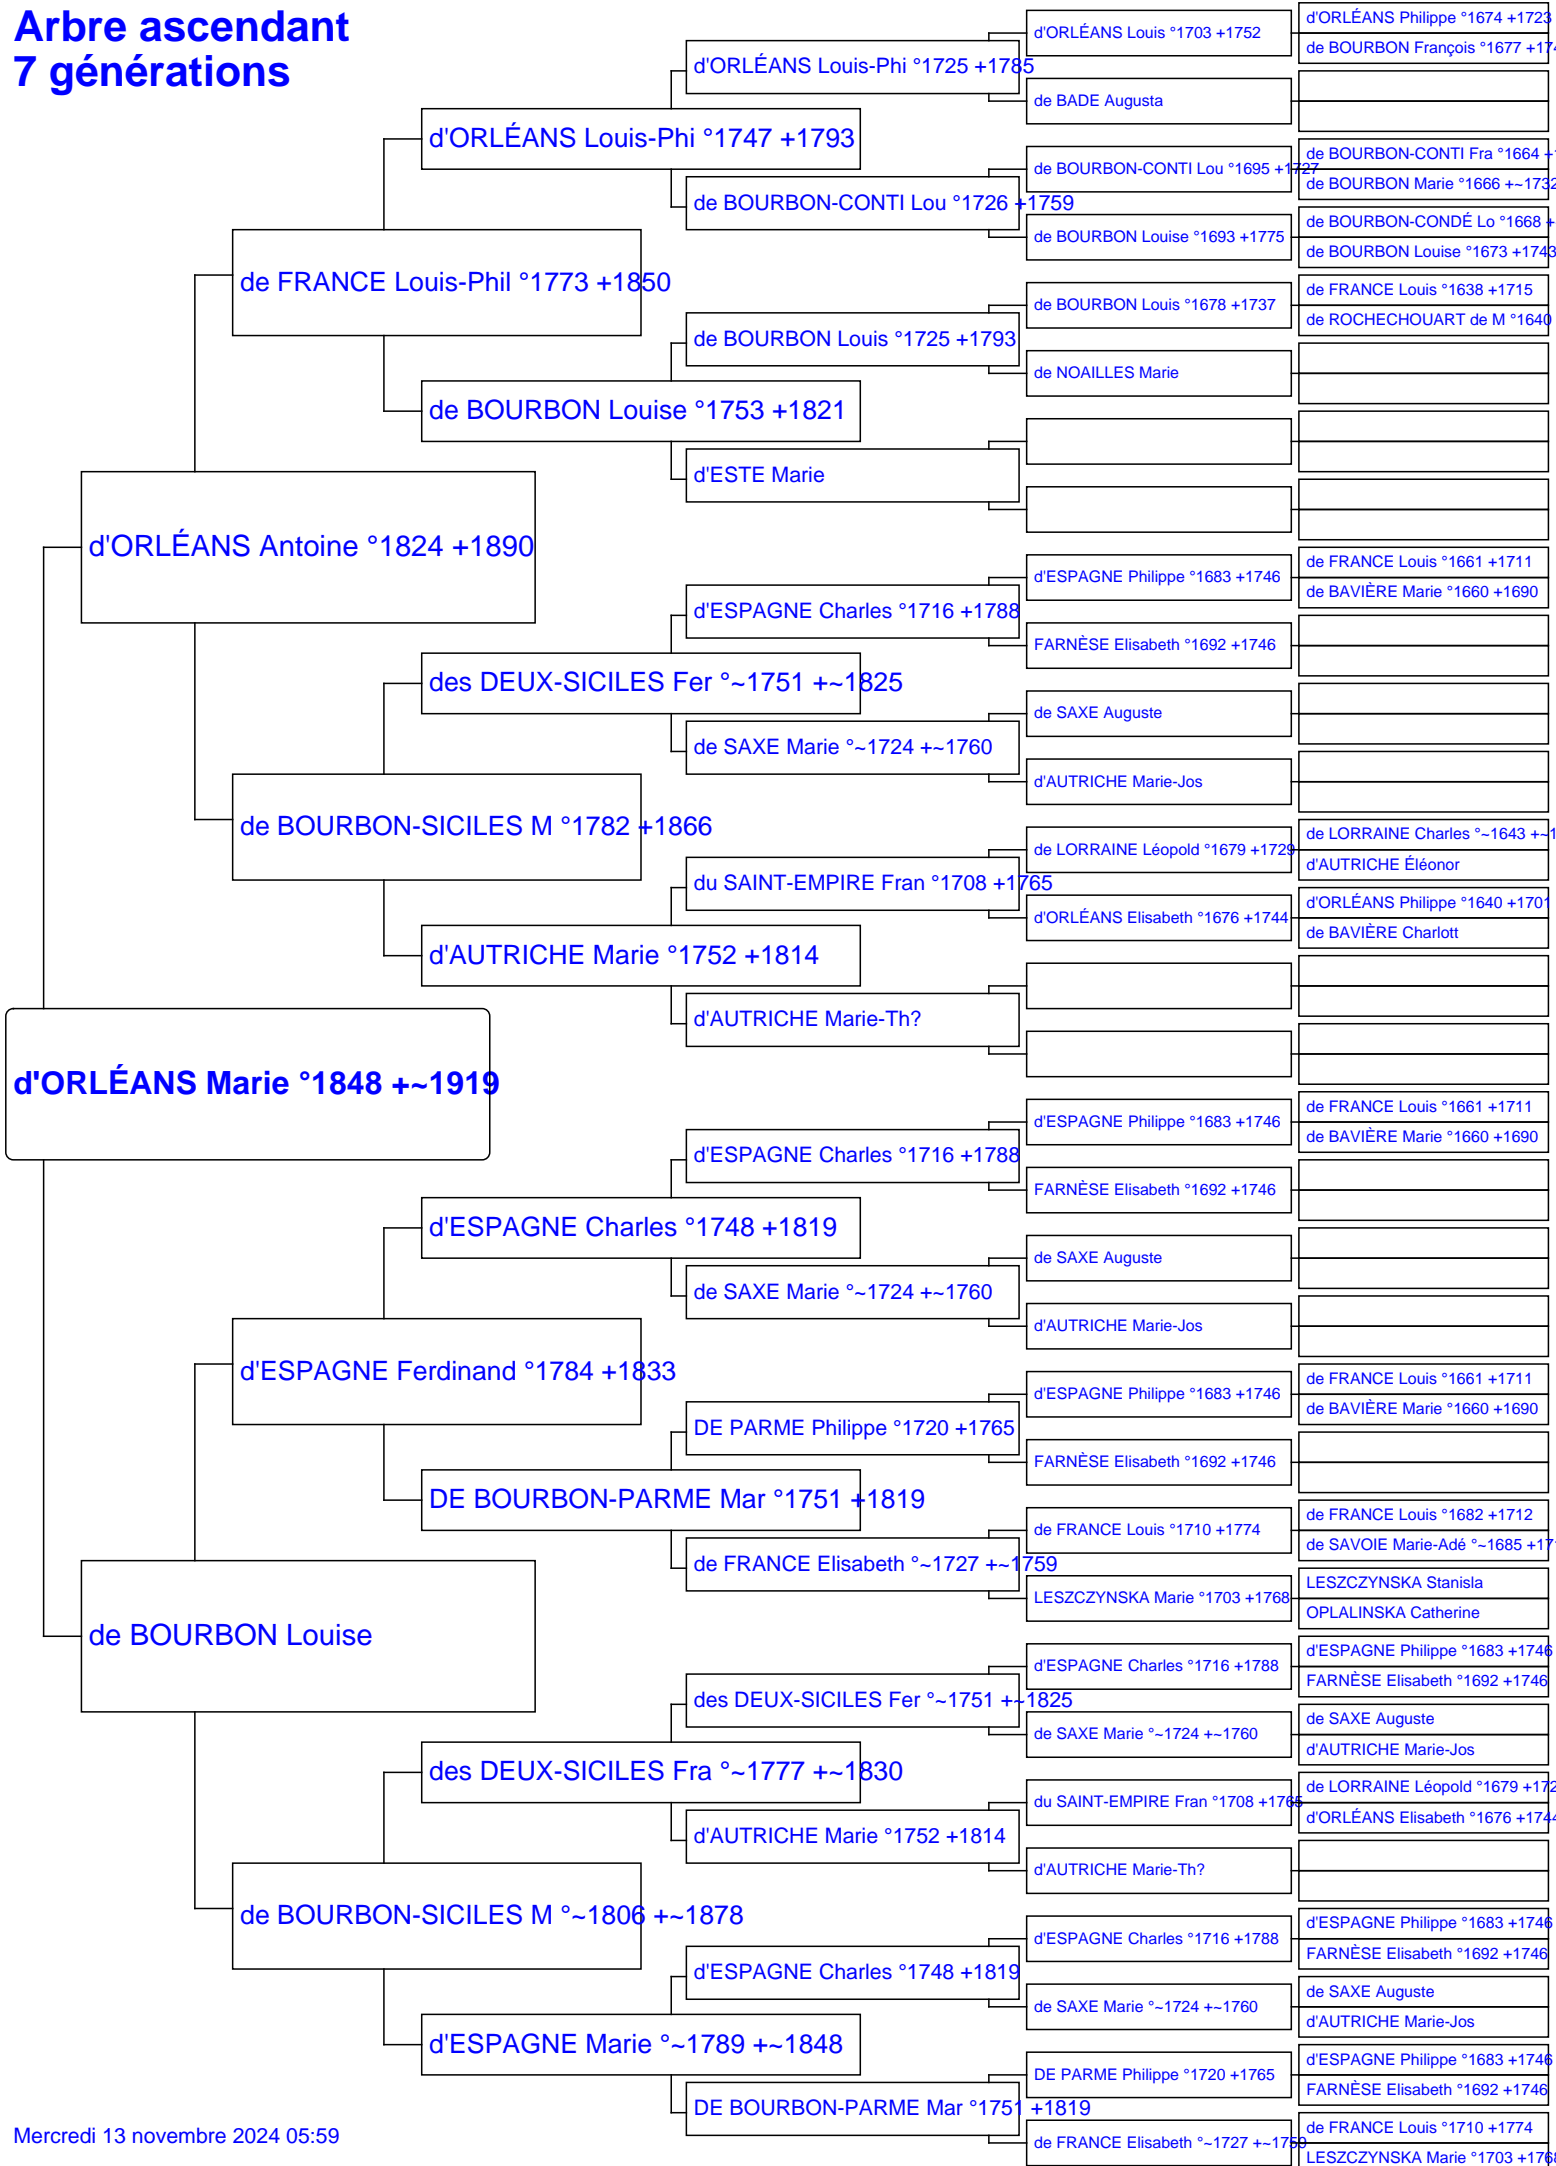 Arbre ascendant
7 générations
d'ORLÉANS Marie °1848 +~1919
d'ORLÉANS Antoine °1824 +1890
de BOURBON Louise
de FRANCE Louis-Phil °1773 +1850
de BOURBON-SICILES M °1782 +1866
d'ESPAGNE Ferdinand °1784 +1833
de BOURBON-SICILES M °~1806 +~1878
d'ORLÉANS Louis-Phi °1747 +1793
de BOURBON Louise °1753 +1821
des DEUX-SICILES Fer °~1751 +~1825
d'AUTRICHE Marie °1752 +1814
d'ESPAGNE Charles °1748 +1819
DE BOURBON-PARME Mar °1751 +1819
des DEUX-SICILES Fra °~1777 +~1830
d'ESPAGNE Marie °~1789 +~1848
d'ORLÉANS Louis-Phi °1725 +1785
de BOURBON-CONTI Lou °1726 +1759
de BOURBON Louis °1725 +1793
d'ESTE Marie
d'ESPAGNE Charles °1716 +1788
de SAXE Marie °~1724 +~1760
du SAINT-EMPIRE Fran °1708 +1765
d'AUTRICHE Marie-Th?
d'ESPAGNE Charles °1716 +1788
de SAXE Marie °~1724 +~1760
DE PARME Philippe °1720 +1765
de FRANCE Elisabeth °~1727 +~1759
des DEUX-SICILES Fer °~1751 +~1825
d'AUTRICHE Marie °1752 +1814
d'ESPAGNE Charles °1748 +1819
DE BOURBON-PARME Mar °1751 +1819
d'ORLÉANS Louis °1703 +1752
de BADE Augusta
de BOURBON-CONTI Lou °1695 +1727
de BOURBON Louise °1693 +1775
de BOURBON Louis °1678 +1737
de NOAILLES Marie
d'ESPAGNE Philippe °1683 +1746
FARNÈSE Elisabeth °1692 +1746
de SAXE Auguste
d'AUTRICHE Marie-Jos
de LORRAINE Léopold °1679 +1729
d'ORLÉANS Elisabeth °1676 +1744
d'ESPAGNE Philippe °1683 +1746
FARNÈSE Elisabeth °1692 +1746
de SAXE Auguste
d'AUTRICHE Marie-Jos
d'ESPAGNE Philippe °1683 +1746
FARNÈSE Elisabeth °1692 +1746
de FRANCE Louis °1710 +1774
LESZCZYNSKA Marie °1703 +1768
d'ESPAGNE Charles °1716 +1788
de SAXE Marie °~1724 +~1760
du SAINT-EMPIRE Fran °1708 +1765
d'AUTRICHE Marie-Th?
d'ESPAGNE Charles °1716 +1788
de SAXE Marie °~1724 +~1760
DE PARME Philippe °1720 +1765
de FRANCE Elisabeth °~1727 +~1759
d'ORLÉANS Philippe °1674 +1723
de BOURBON François °1677 +174
de BOURBON-CONTI Fra °1664 +1
de BOURBON Marie °1666 +~1732
de BOURBON-CONDÉ Lo °1668 +
de BOURBON Louise °1673 +1743
de FRANCE Louis °1638 +1715
de ROCHECHOUART de M °1640
de FRANCE Louis °1661 +1711
de BAVIÈRE Marie °1660 +1690
de LORRAINE Charles °~1643 +~1
d'AUTRICHE Éléonor
d'ORLÉANS Philippe °1640 +1701
de BAVIÈRE Charlott
de FRANCE Louis °1661 +1711
de BAVIÈRE Marie °1660 +1690
de FRANCE Louis °1661 +1711
de BAVIÈRE Marie °1660 +1690
de FRANCE Louis °1682 +1712
de SAVOIE Marie-Adé °~1685 +171
LESZCZYNSKA Stanisla
OPLALINSKA Catherine
d'ESPAGNE Philippe °1683 +1746
FARNÈSE Elisabeth °1692 +1746
de SAXE Auguste
d'AUTRICHE Marie-Jos
de LORRAINE Léopold °1679 +172
d'ORLÉANS Elisabeth °1676 +1744
d'ESPAGNE Philippe °1683 +1746
FARNÈSE Elisabeth °1692 +1746
de SAXE Auguste
d'AUTRICHE Marie-Jos
d'ESPAGNE Philippe °1683 +1746
FARNÈSE Elisabeth °1692 +1746
de FRANCE Louis °1710 +1774
LESZCZYNSKA Marie °1703 +1768
Mercredi 13 novembre 2024 05:59